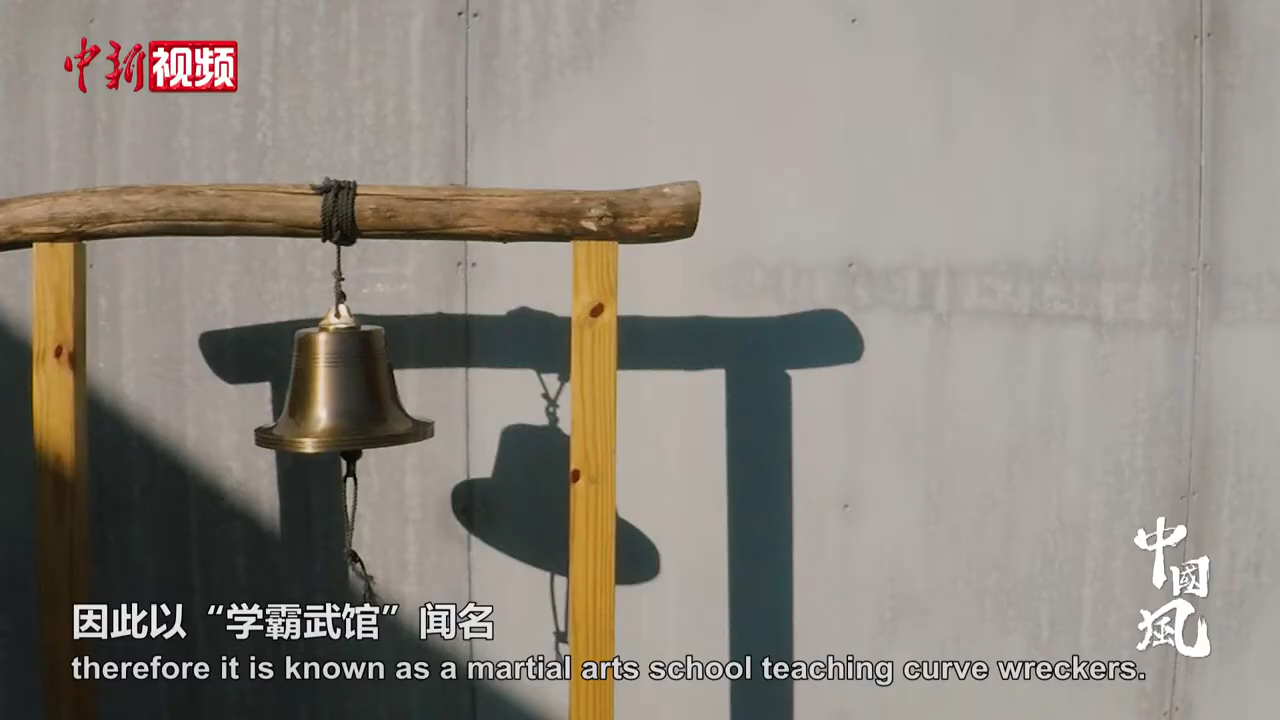 中新视频
因此以“学霸武馆”闻名
therefore it is known as a martial arts school teaching curve wreckers.
中國風